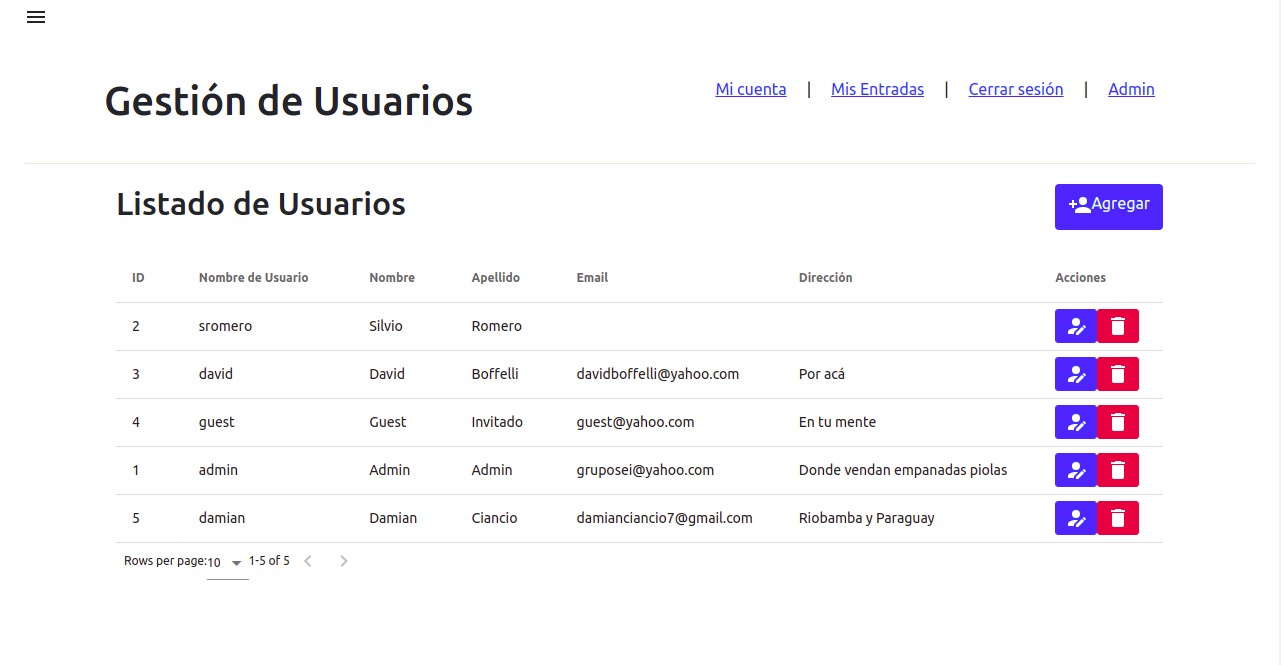 Gestión de Usuarios
Mi cuenta | Mis Entradas | Cerrar sesión | Admin
Listado de Usuarios
Agregar
ID Nombre de Usuario Nombre Apellido Email Dirección Acciones
2 sromero Silvio Romero
3 david David Boffelli davidboffelli@yahoo.com Por acá
4 guest Guest Invitado guest@yahoo.com En tu mente
1 admin Admin Admin gruposei@yahoo.com Donde vendan empanadas piolas
5 damian Damian Ciancio damianciancio7@gmail.com Riobamba y Paraguay
Rows per page: 10 1-5 of 5